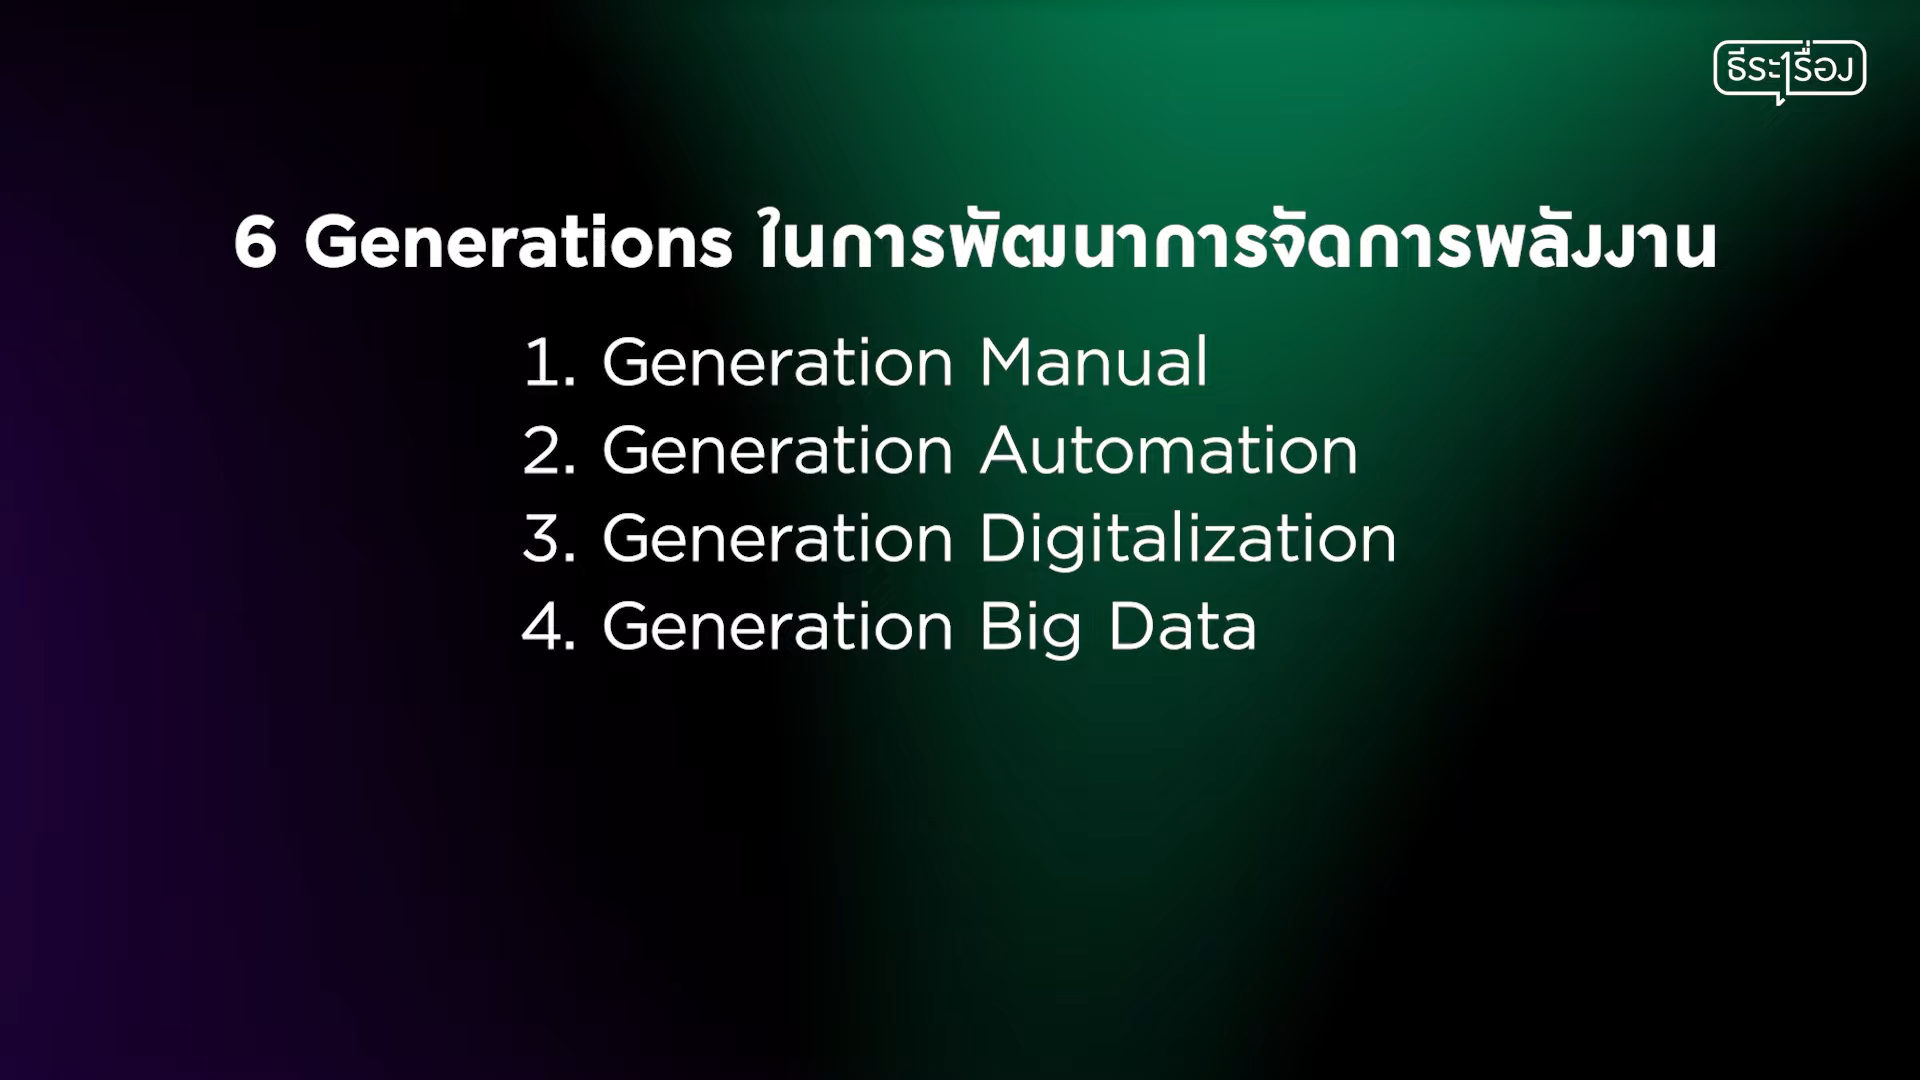 ธีระ1เรื่อง
6 Generations ในการพัฒนาการจัดการพลังงาน
1. Generation Manual
2. Generation Automation
3. Generation Digitalization
4. Generation Big Data